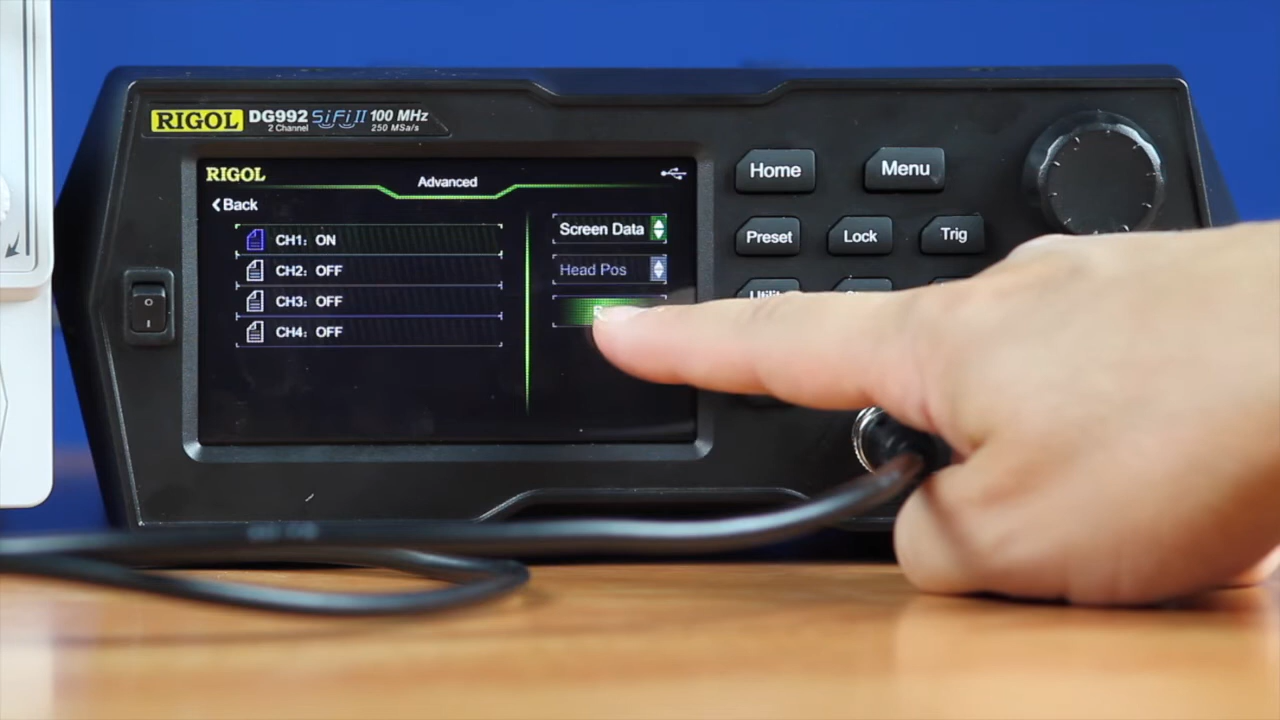 RIGOL DG992 SiFi II 100 MHz
2 Channel 250 MSa/s
RIGOL
Advanced
Back
CH1: ON
CH2: OFF
CH3: OFF
CH4: OFF
Screen Data
Head Pos
Home Menu
Preset Lock Trig